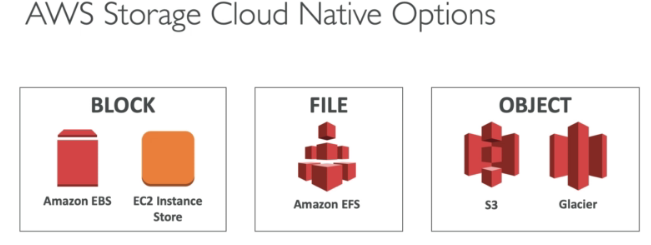 AWS Storage Cloud Native Options
BLOCK
Amazon EBS
EC2 Instance
Store
FILE
Amazon EFS
OBJECT
S3
Glacier